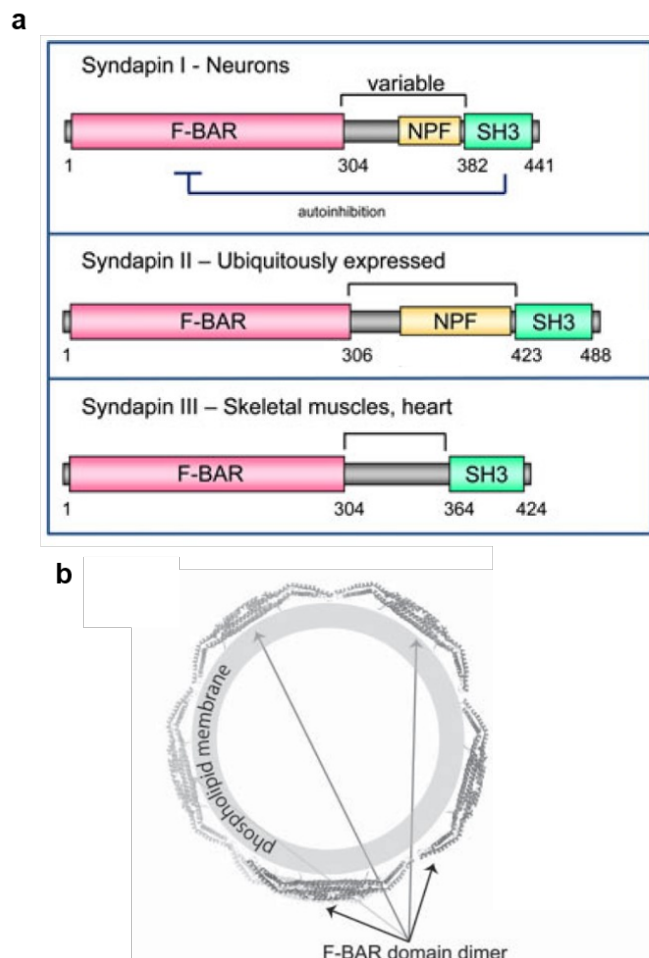 a
Syndapin I - Neurons
variable
F-BAR NPF SH3
1 304 382 441
autoinhibition
Syndapin II – Ubiquitously expressed
F-BAR NPF SH3
1 306 423 488
Syndapin III – Skeletal muscles, heart
F-BAR SH3
1 304 364 424
b
phospholipid membrane
F-BAR domain dimer